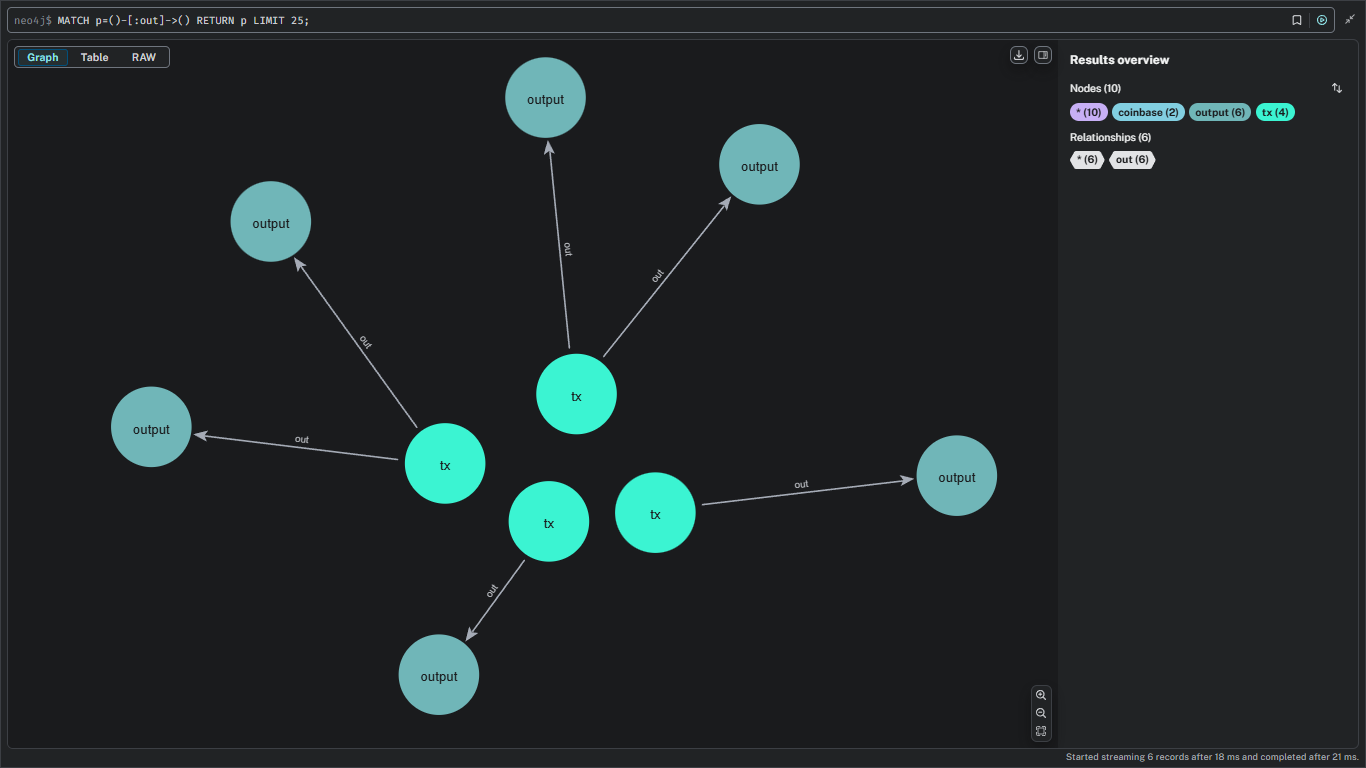 neo4j$ MATCH p=()-[:out]->() RETURN p LIMIT 25;
Graph Table RAW
Results overview
Nodes (10)
* (10) coinbase (2) output (6) tx (4)
Relationships (6)
* (6) out (6)
output
output
output
out
out
out
tx
output
out
tx
output
out
tx
tx
out
output
Started streaming 6 records after 18 ms and completed after 21 ms.